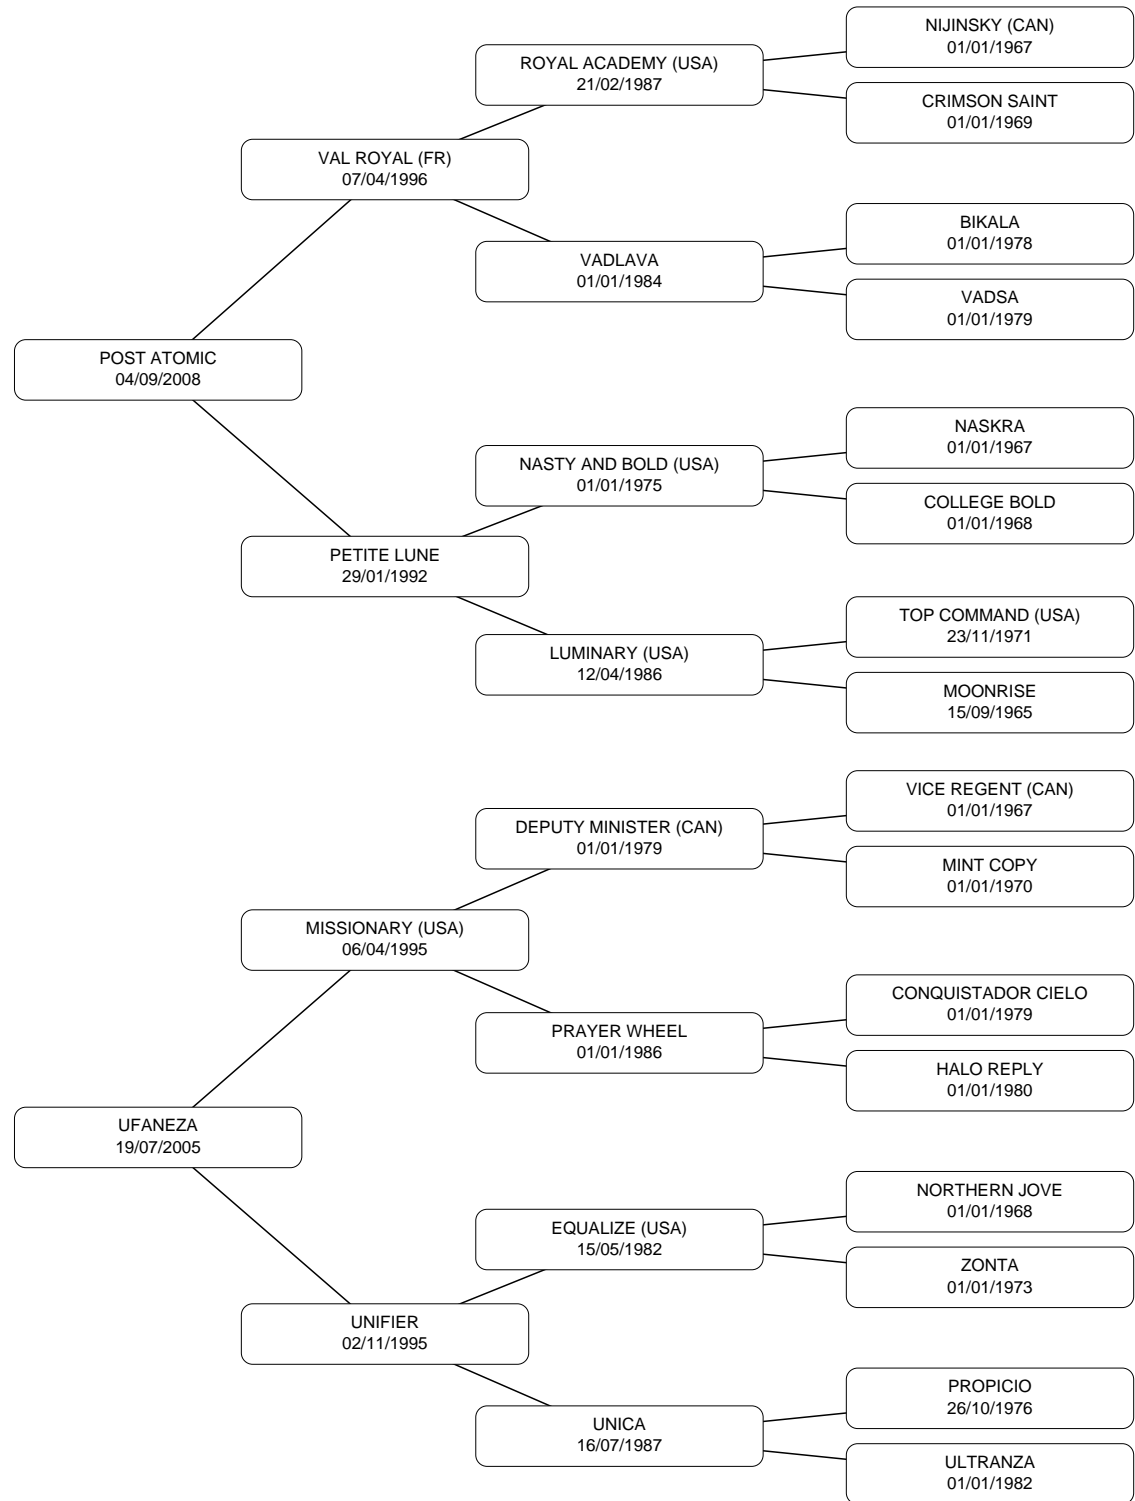 NIJINSKY (CAN)
01/01/1967
ROYAL ACADEMY (USA)
21/02/1987
CRIMSON SAINT
01/01/1969
VAL ROYAL (FR)
07/04/1996
BIKALA
01/01/1978
VADLAVA
01/01/1984
VADSA
01/01/1979
POST ATOMIC
04/09/2008
NASKRA
01/01/1967
NASTY AND BOLD (USA)
01/01/1975
COLLEGE BOLD
01/01/1968
PETITE LUNE
29/01/1992
TOP COMMAND (USA)
23/11/1971
LUMINARY (USA)
12/04/1986
MOONRISE
15/09/1965
VICE REGENT (CAN)
01/01/1967
DEPUTY MINISTER (CAN)
01/01/1979
MINT COPY
01/01/1970
MISSIONARY (USA)
06/04/1995
CONQUISTADOR CIELO
01/01/1979
PRAYER WHEEL
01/01/1986
HALO REPLY
01/01/1980
UFANEZA
19/07/2005
NORTHERN JOVE
01/01/1968
EQUALIZE (USA)
15/05/1982
ZONTA
01/01/1973
UNIFIER
02/11/1995
PROPICIO
26/10/1976
UNICA
16/07/1987
ULTRANZA
01/01/1982